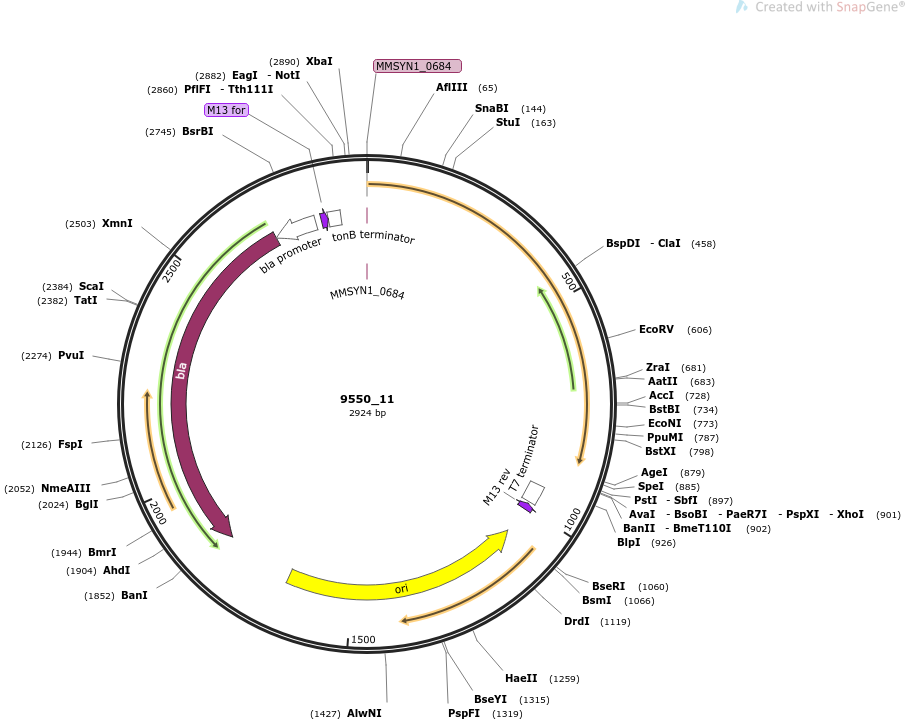 Created with SnapGene®
(2890) XbaI
MMSYN1_0684
(2882) EagI - NotI
(2860) PflFI - Tth111I
M13 for
(2745) BsrBI
AflIII (65)
SnaBI (144)
StuI (163)
(2503) XmnI
(2384) ScaI
(2382) TatI
(2274) PvuI
(2126) FspI
(2052) NmeAIII
(2024) BglI
(1944) BmrI
(1904) AhdI
(1852) BanI
BspDI - ClaI (458)
EcoRV (606)
ZraI (681)
AatII (683)
AccI (728)
BstBI (734)
EcoNI (773)
PpuMI (787)
BstXI (798)
AgeI (879)
SpeI (885)
PstI - SbfI (897)
AvaI - BsoBI - PaeR7I - PspXI - XhoI (901)
BanII - BmeT110I (902)
BlpI (926)
BseRI (1060)
BsmI (1066)
DrdI (1119)
HaeII (1259)
BseYI (1315)
PspFI (1319)
(1427) AlwNI
500
1000
1500
2000
2500
bla promoter
tonB terminator
MMSYN1_0684
bla
9550_11
2924 bp
M13 rev
T7 terminator
ori